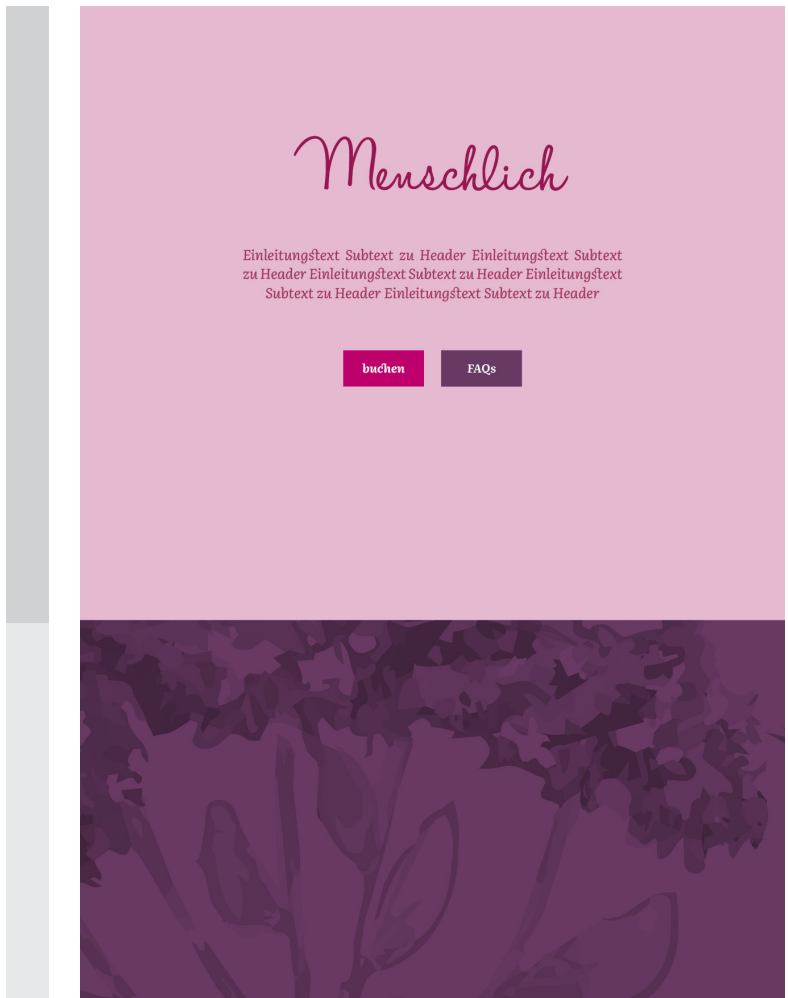 Menschlich
Einleitungstext Subtext zu Header Einleitungstext Subtext
zu Header Einleitungstext Subtext zu Header Einleitungstext
Subtext zu Header Einleitungstext Subtext zu Header
buchen FAQs